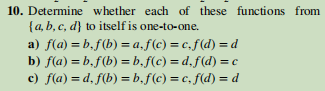 10. Determine whether each of these functions from
{a, b, c, d} to itself is one-to-one.
a) f(a) = b, f(b) = a, f(c) = c, f(d) = d
b) f(a) = b, f(b) = b, f(c) = d, f(d) = c
c) f(a) = d, f(b) = b, f(c) = c, f(d) = d